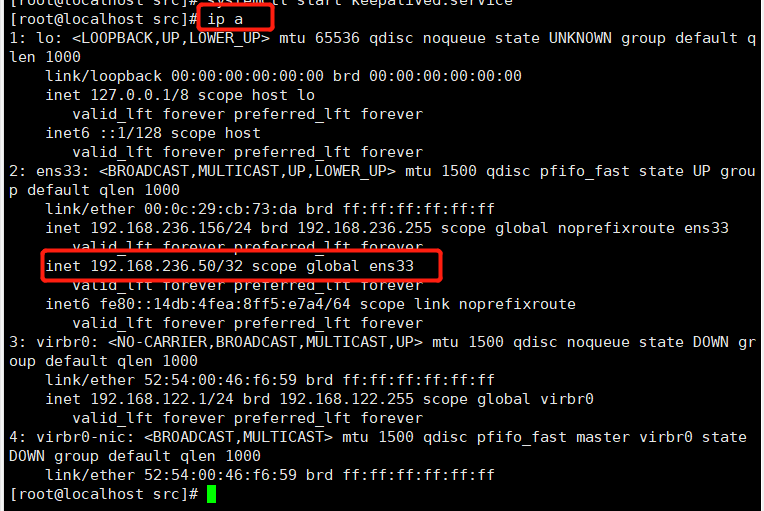 [root@localhost src]# systemctl start keepalived.service
[root@localhost src]# ip a
1: lo: <LOOPBACK,UP,LOWER_UP> mtu 65536 qdisc noqueue state UNKNOWN group default q
len 1000
    link/loopback 00:00:00:00:00:00 brd 00:00:00:00:00:00
    inet 127.0.0.1/8 scope host lo
       valid_lft forever preferred_lft forever
    inet6 ::1/128 scope host
       valid_lft forever preferred_lft forever
2: ens33: <BROADCAST,MULTICAST,UP,LOWER_UP> mtu 1500 qdisc pfifo_fast state UP grou
p default qlen 1000
    link/ether 00:0c:29:cb:73:da brd ff:ff:ff:ff:ff:ff
    inet 192.168.236.156/24 brd 192.168.236.255 scope global noprefixroute ens33
       valid_lft forever preferred_lft forever
    inet 192.168.236.50/32 scope global ens33
       valid_lft forever preferred_lft forever
    inet6 fe80::14db:4fea:8ff5:e7a4/64 scope link noprefixroute
       valid_lft forever preferred_lft forever
3: virbr0: <NO-CARRIER,BROADCAST,MULTICAST,UP> mtu 1500 qdisc noqueue state DOWN gr
oup default qlen 1000
    link/ether 52:54:00:46:f6:59 brd ff:ff:ff:ff:ff:ff
    inet 192.168.122.1/24 brd 192.168.122.255 scope global virbr0
       valid_lft forever preferred_lft forever
4: virbr0-nic: <BROADCAST,MULTICAST> mtu 1500 qdisc pfifo_fast master virbr0 state
DOWN group default qlen 1000
    link/ether 52:54:00:46:f6:59 brd ff:ff:ff:ff:ff:ff
[root@localhost src]#